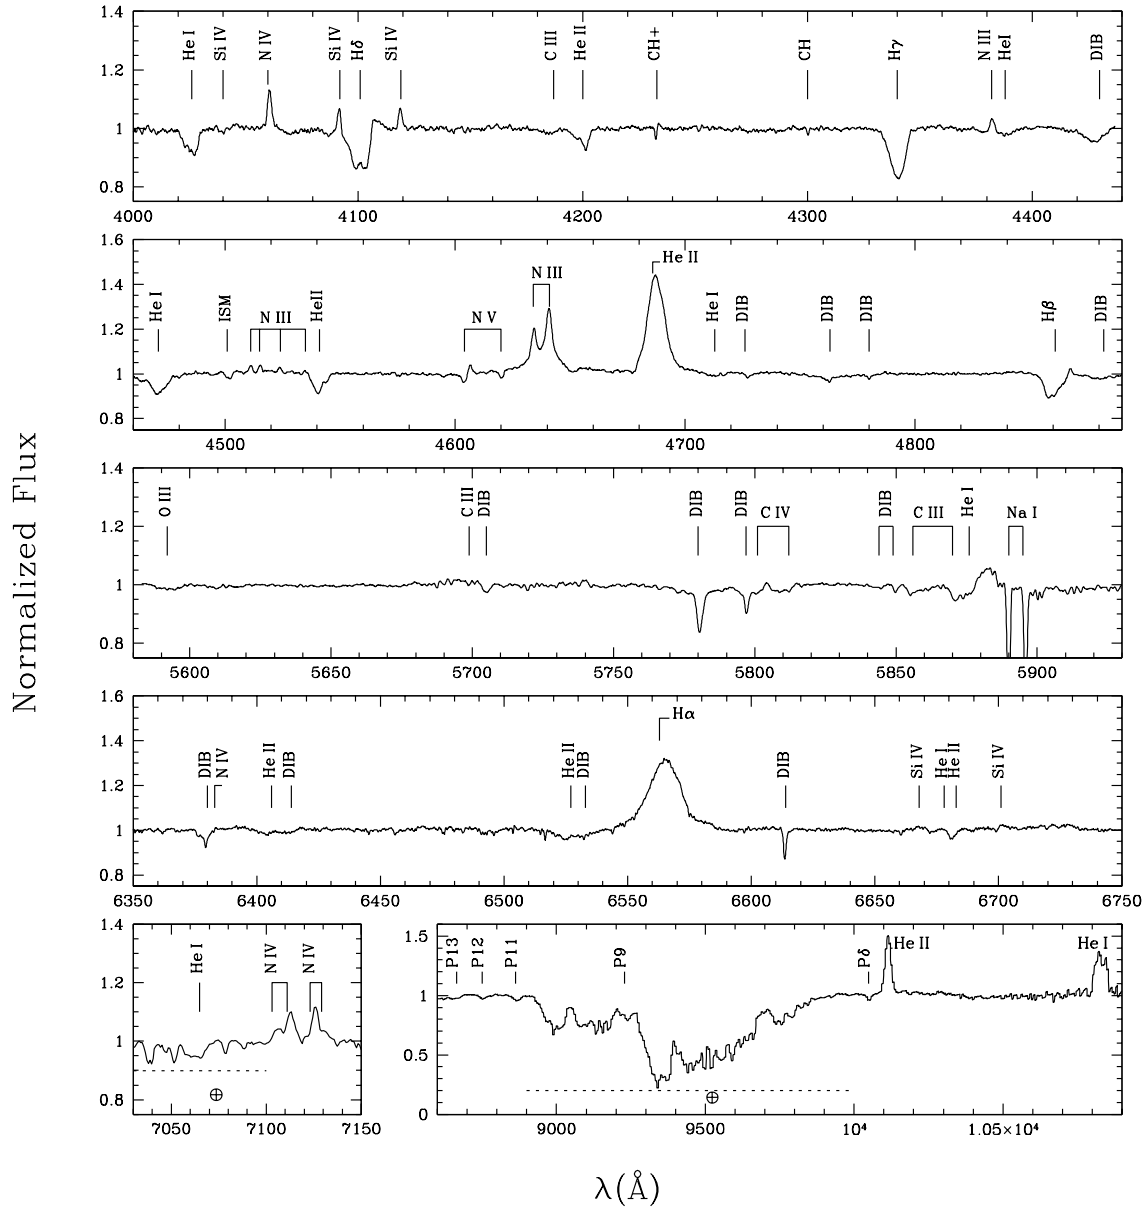 Normalized Flux
1.4
1.2
1
0.8
He I Si IV N IV Si IV Hδ Si IV C III He II CH+ CH Hγ N III HeI DIB
4000 4100 4200 4300 4400
1.6
1.4
1.2
1
0.8
He I ISM N III HeII N V N III He II He I DIB DIB DIB Hβ DIB
4500 4600 4700 4800
1.4
1.2
1
0.8
O III C III DIB DIB DIB C IV DIB C III He I Na I
5600 5650 5700 5750 5800 5850 5900
1.6
1.4
1.2
1
0.8
DIB N IV He II DIB He II DIB Hα DIB Si IV He I He II Si IV
6350 6400 6450 6500 6550 6600 6650 6700 6750
1.4
1.2
1
0.8
He I N IV N IV
⊕
7050 7100 7150
1.5
1
0.5
0
P13 P12 P11 P9 Pδ He II He I
⊕
9000 9500 10⁴ 1.05×10⁴
λ(Å)